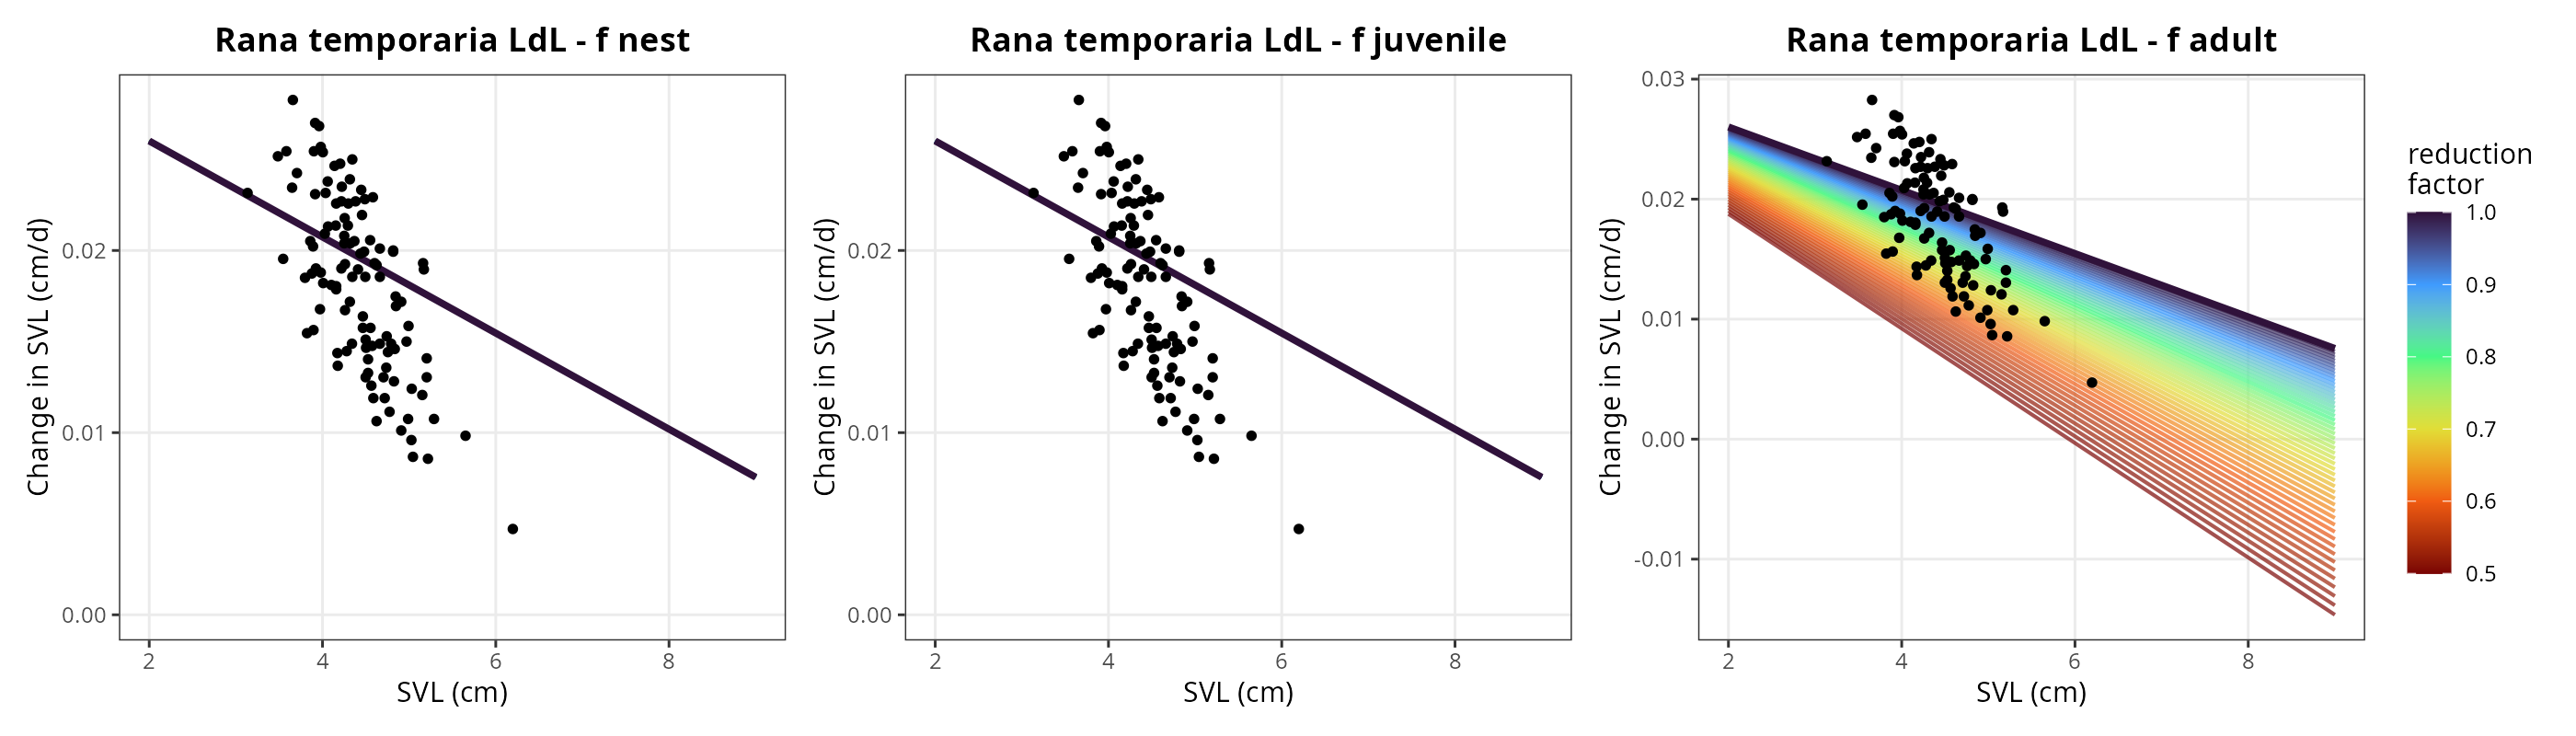 Rana temporaria LdL - f nest
Change in SVL (cm/d)
0.02
0.01
0.00
2 4 6 8
SVL (cm)
Rana temporaria LdL - f juvenile
Change in SVL (cm/d)
0.02
0.01
0.00
2 4 6 8
SVL (cm)
Rana temporaria LdL - f adult
Change in SVL (cm/d)
0.03
0.02
0.01
0.00
-0.01
2 4 6 8
SVL (cm)
reduction
factor
1.0
0.9
0.8
0.7
0.6
0.5